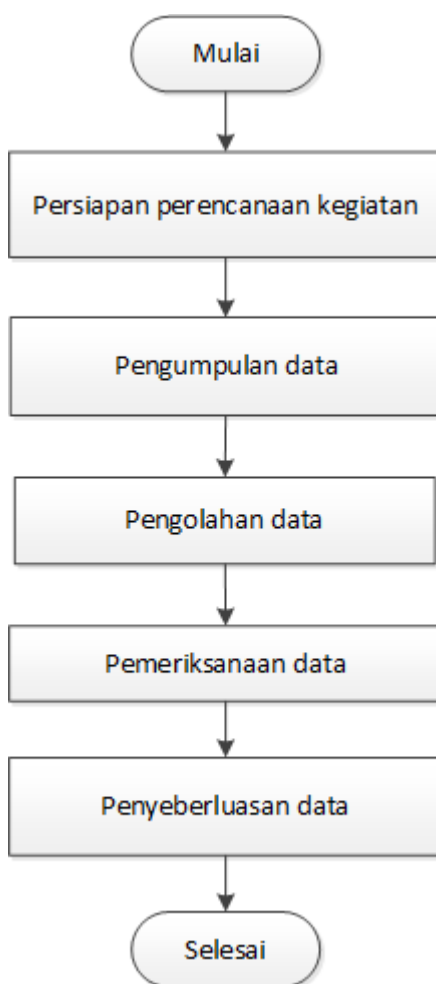 Mulai
Persiapan perencanaan kegiatan
Pengumpulan data
Pengolahan data
Pemeriksanaan data
Penyeberluasan data
Selesai